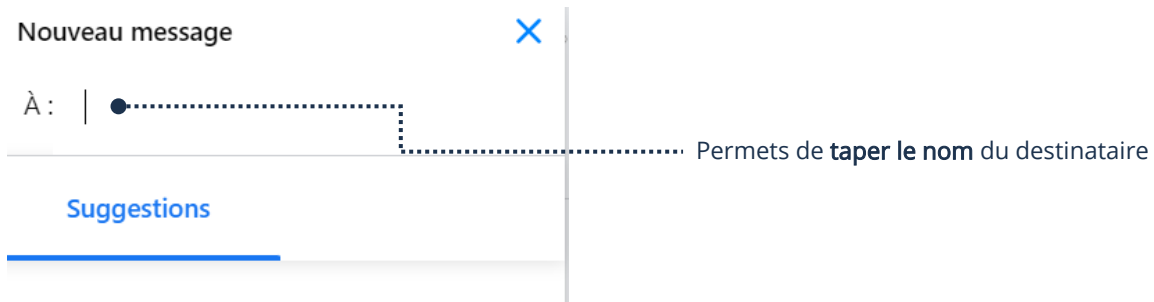 Nouveau message
À :
Permets de taper le nom du destinataire
Suggestions